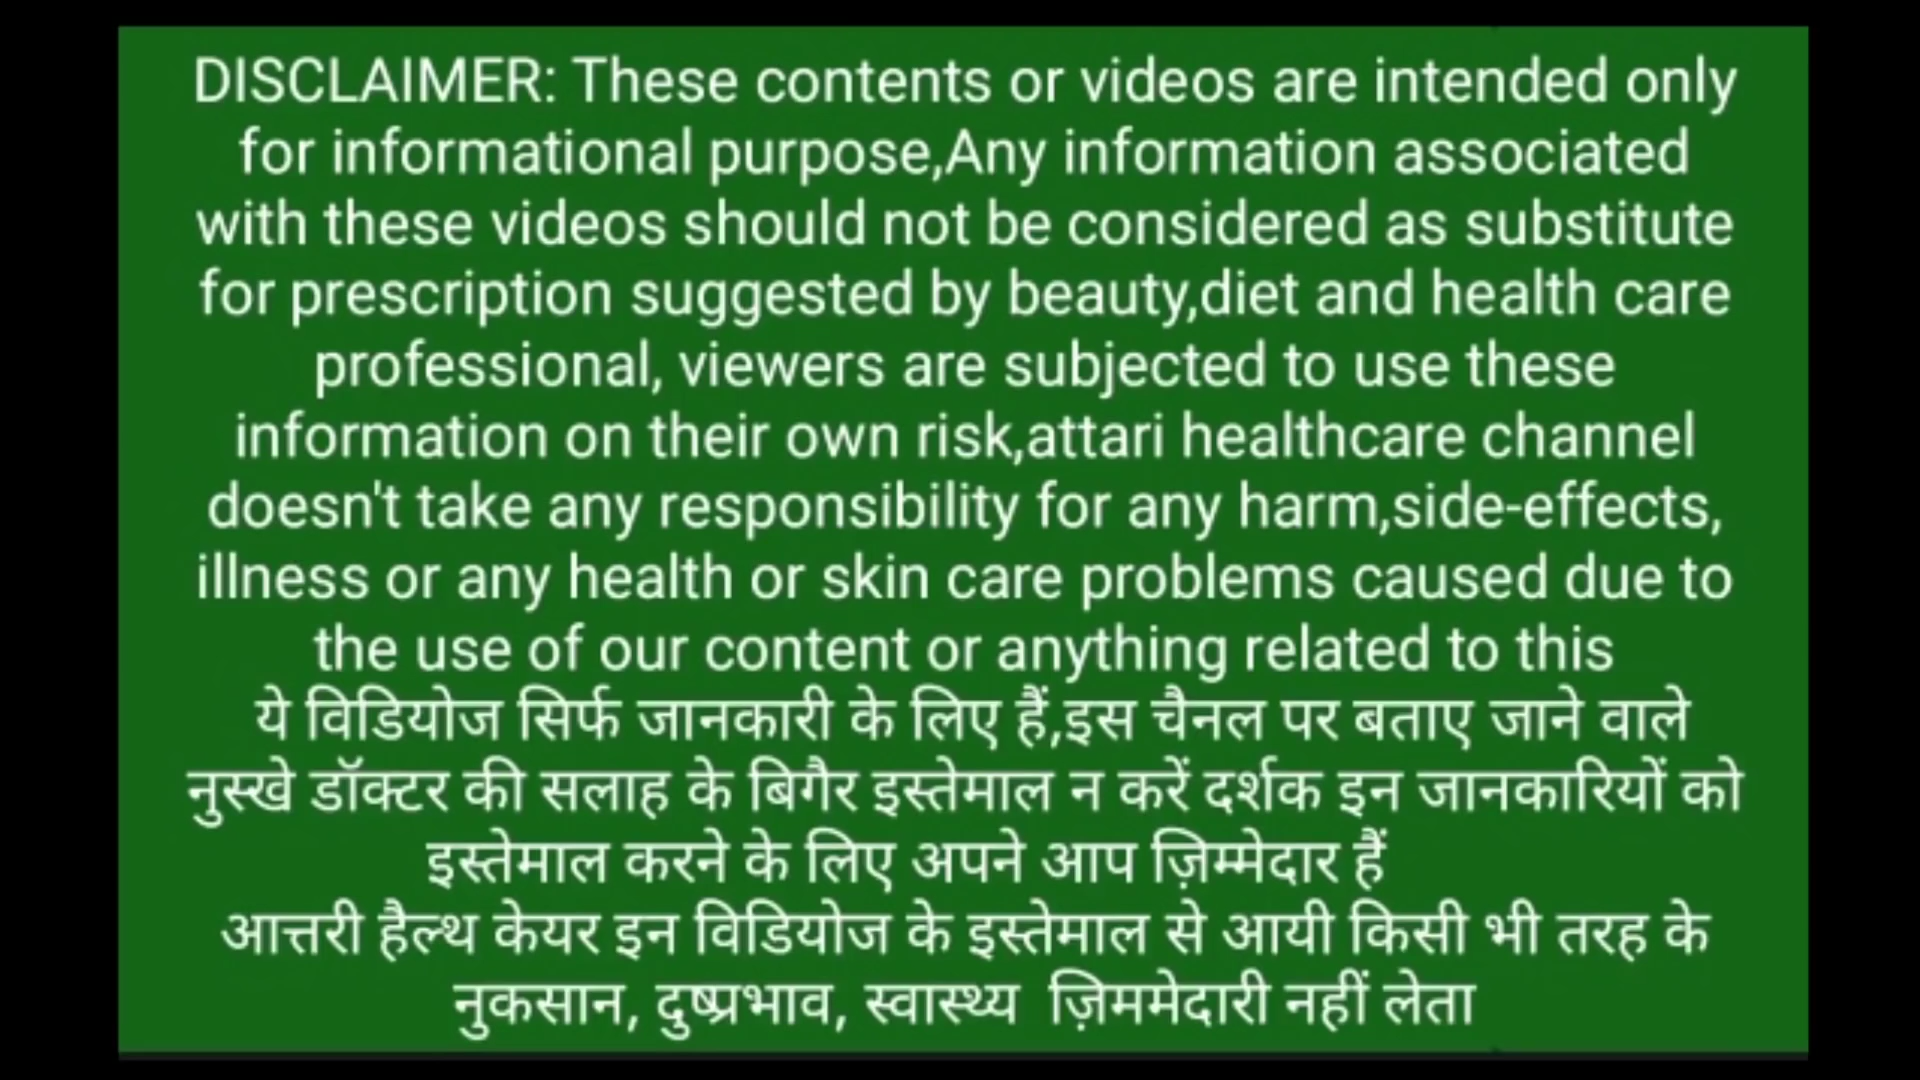 DISCLAIMER: These contents or videos are intended only
for informational purpose,Any information associated
with these videos should not be considered as substitute
for prescription suggested by beauty,diet and health care
professional, viewers are subjected to use these
information on their own risk,attari healthcare channel
doesn't take any responsibility for any harm,side-effects,
illness or any health or skin care problems caused due to
the use of our content or anything related to this
ये विडियोज सिर्फ जानकारी के लिए हैं,इस चैनल पर बताए जाने वाले
नुस्खे डॉक्टर की सलाह के बिगैर इस्तेमाल न करें दर्शक इन जानकारियों को
इस्तेमाल करने के लिए अपने आप ज़िम्मेदार हैं
आत्तरी हैल्थ केयर इन विडियोज के इस्तेमाल से आयी किसी भी तरह के
नुकसान, दुष्प्रभाव, स्वास्थ्य ज़िममेदारी नहीं लेता